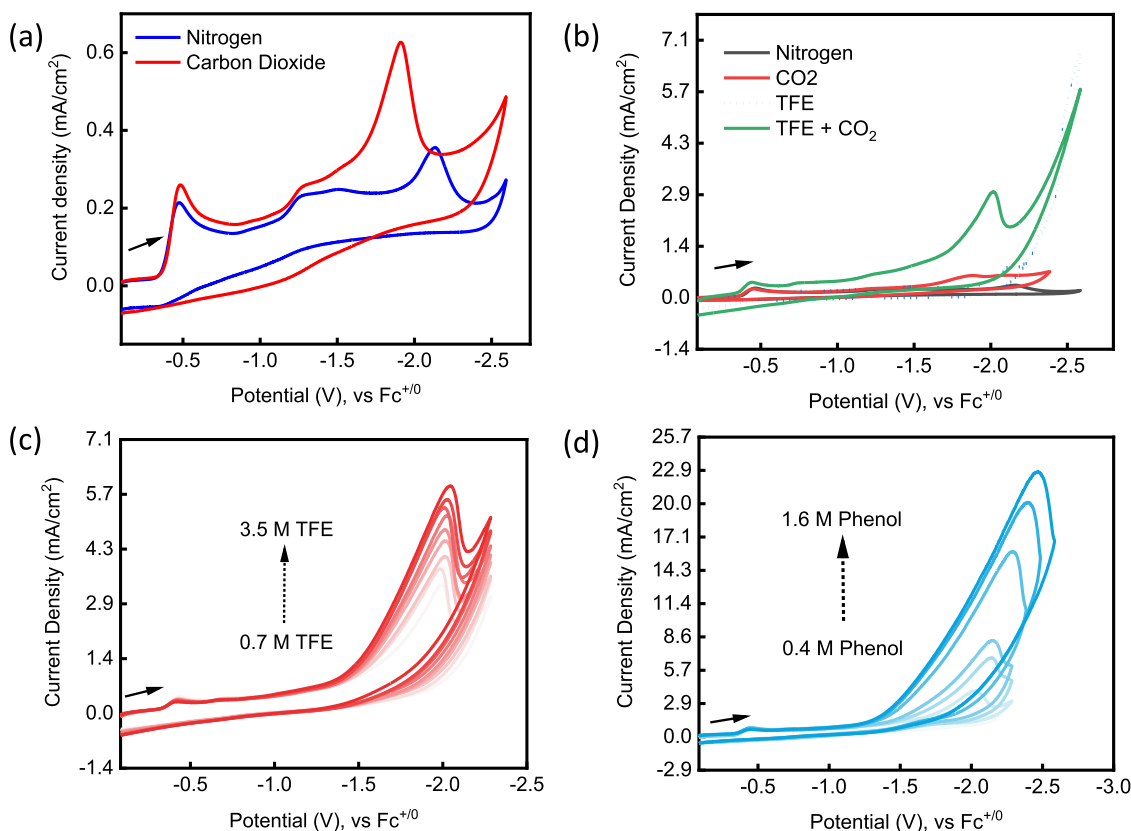 (a)
Nitrogen
Carbon Dioxide
Current density (mA/cm²)
0.6
0.4
0.2
0.0
-0.5 -1.0 -1.5 -2.0 -2.5
Potential (V), vs Fc⁺/⁰
(b)
Nitrogen
CO2
TFE
TFE + CO₂
Current Density (mA/cm²)
7.1
5.7
4.3
2.9
1.4
0.0
-1.4
-0.5 -1.0 -1.5 -2.0 -2.5
Potential (V), vs Fc⁺/⁰
(c)
3.5 M TFE
0.7 M TFE
Current Density (mA/cm²)
7.1
5.7
4.3
2.9
1.4
0.0
-1.4
-0.5 -1.0 -1.5 -2.0 -2.5
Potential (V), vs Fc⁺/⁰
(d)
1.6 M Phenol
0.4 M Phenol
Current Density (mA/cm²)
25.7
22.9
20.0
17.1
14.3
11.4
8.6
5.7
2.9
0.0
-2.9
-0.5 -1.0 -1.5 -2.0 -2.5 -3.0
Potential (V), vs Fc⁺/⁰